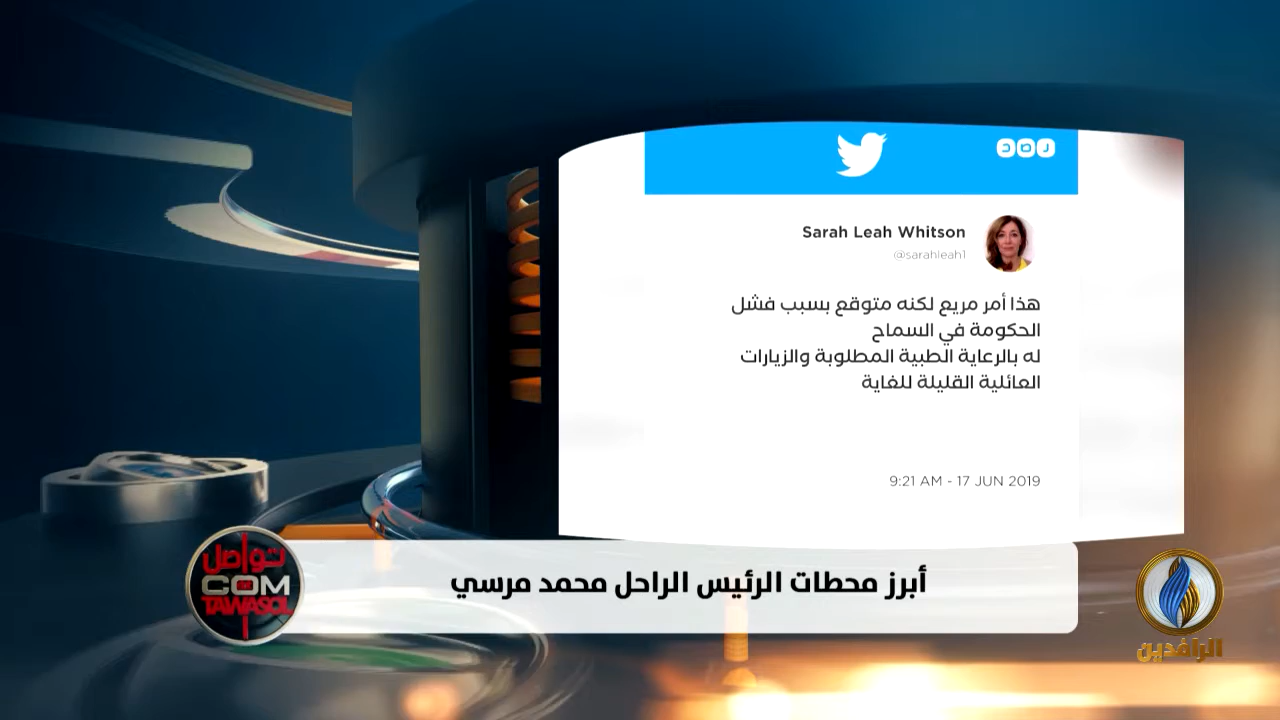 رصد
Sarah Leah Whitson
@sarahleah1
هذا أمر مريع لكنه متوقع بسبب فشل
الحكومة في السماح
له بالرعاية الطبية المطلوبة والزيارات
العائلية القليلة للغاية
9:21 AM - 17 JUN 2019
أبرز محطات الرئيس الراحل محمد مرسي
تواصل
COM
TAWASOL
الرافدين